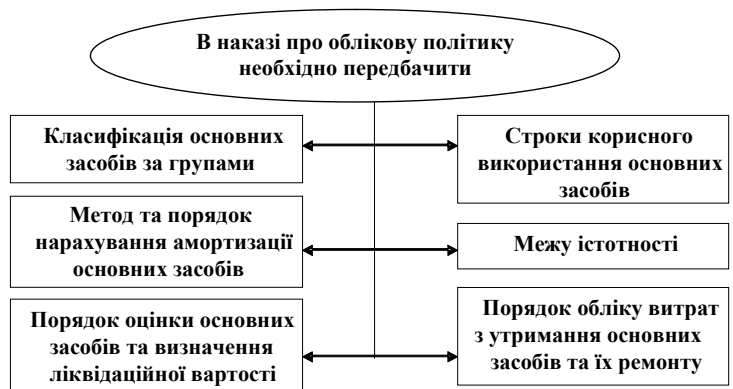 В наказі про облікову політику
необхідно передбачити
Класифікація основних
засобів за групами
Строки корисного
використання основних
засобів
Метод та порядок
нарахування амортизації
основних засобів
Межу істотності
Порядок оцінки основних
засобів та визначення
ліквідаційної вартості
Порядок обліку витрат
з утримання основних
засобів та їх ремонту